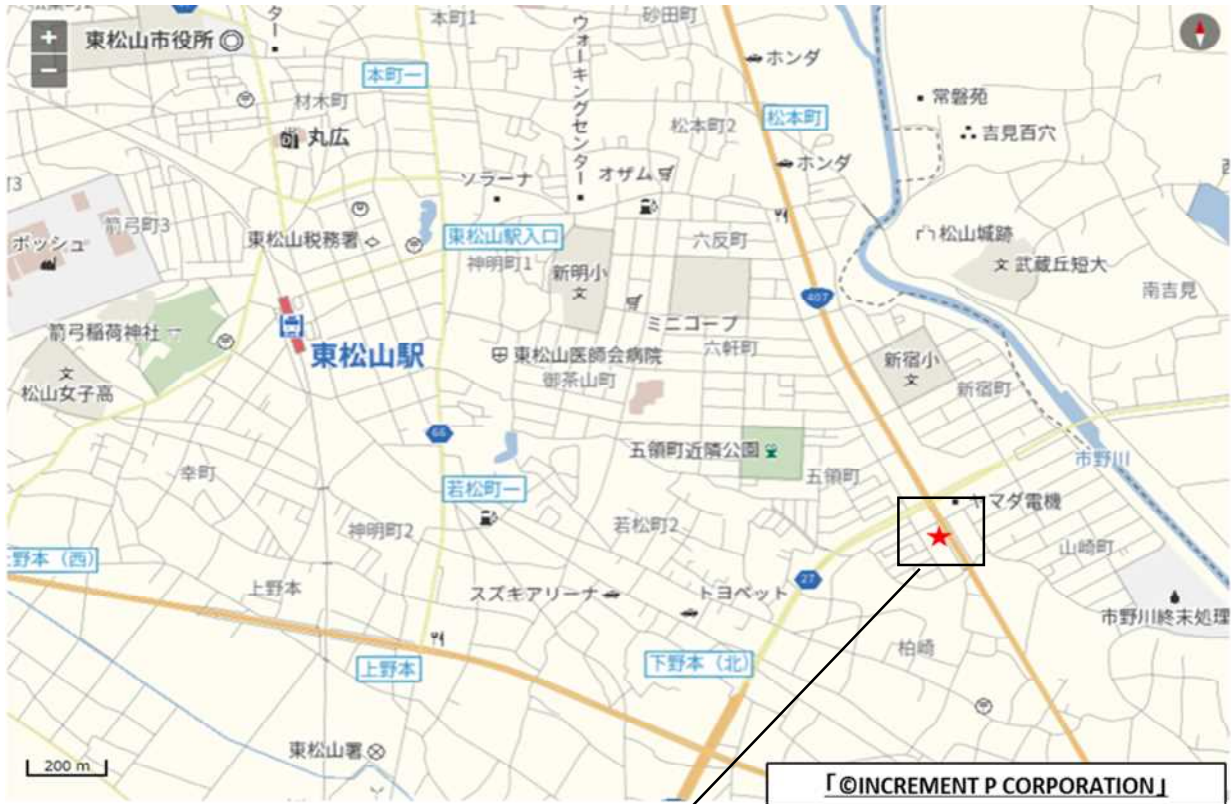 本町1
砂田町
ター
ウォーキングセンター
+
東松山市役所
−
ホンダ
本町一
材木町
常盤苑
丸広
松本町2
松本町
吉見百穴
ホンダ
ソラーナ
オザム
箭弓町3
ボッシュ
東松山税務署
東松山駅入口
六反町
松山城跡
神明町1
新明小
文
文 武蔵丘短大
南吉見
407
箭弓稲荷神社
ミニコープ
東松山駅
東松山医師会病院
六軒町
新宿小
文
文
松山女子高
御茶山町
新宿町
66
五領町近隣公園
市野川
幸町
五領町
若松町一
ヤマダ電機
神明町2
若松町2
山崎町
上野本（西）
27
上野本
スズキアリーナ
トヨペット
市野川終末処理
柏崎
上野本
下野本（北）
東松山署
200 m
「©INCREMENT P CORPORATION」